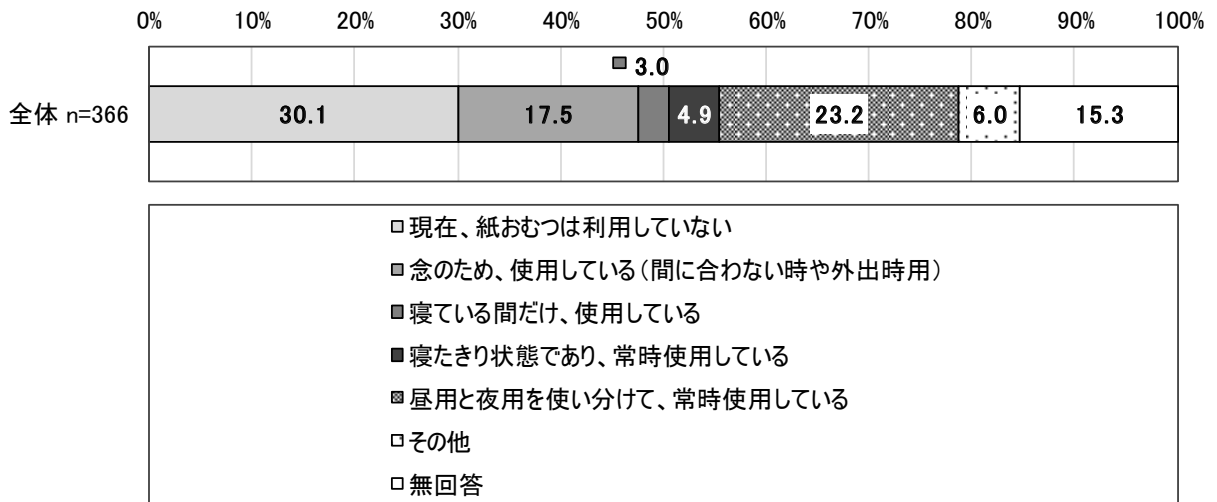 0% 10% 20% 30% 40% 50% 60% 70% 80% 90% 100%
3.0
全体 n=366 30.1 17.5 4.9 23.2 6.0 15.3
現在、紙おむつは利用していない
念のため、使用している(間に合わない時や外出時用)
寝ている間だけ、使用している
寝たきり状態であり、常時使用している
昼用と夜用を使い分けて、常時使用している
その他
無回答